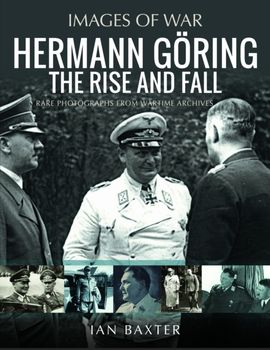 IMAGES OF WAR
HERMANN GÖRING
THE RISE AND FALL
RARE PHOTOGRAPHS FROM WARTIME ARCHIVES
IAN BAXTER